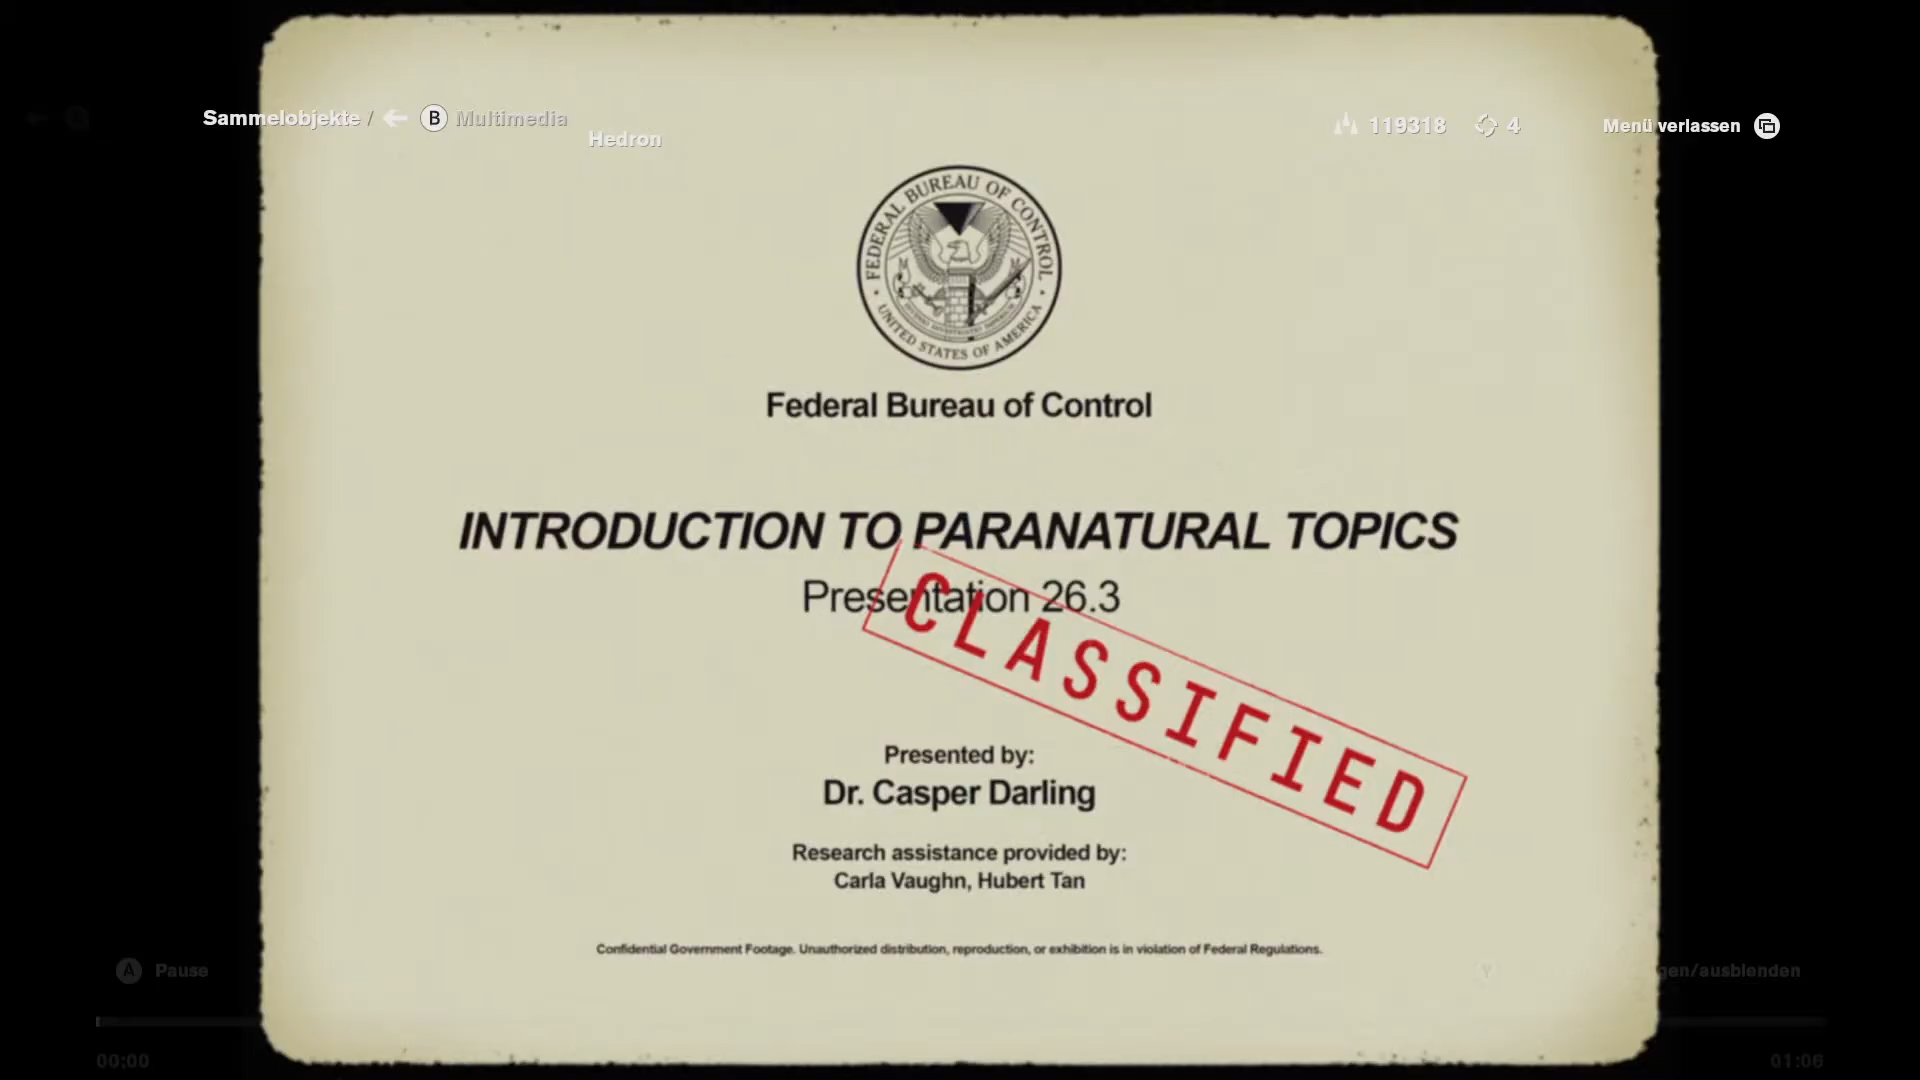 Sammelobjekte / B Multimedia
Hedron
119318 4
Menü verlassen
FEDERAL BUREAU OF CONTROL
UNITED STATES OF AMERICA
Federal Bureau of Control
INTRODUCTION TO PARANATURAL TOPICS
Presentation 26.3
CLASSIFIED
Presented by:
Dr. Casper Darling
Research assistance provided by:
Carla Vaughn, Hubert Tan
Confidential Government Footage. Unauthorized distribution, reproduction, or exhibition is in violation of Federal Regulations.
A Pause
Y gen/ausblenden
00:00
01:06